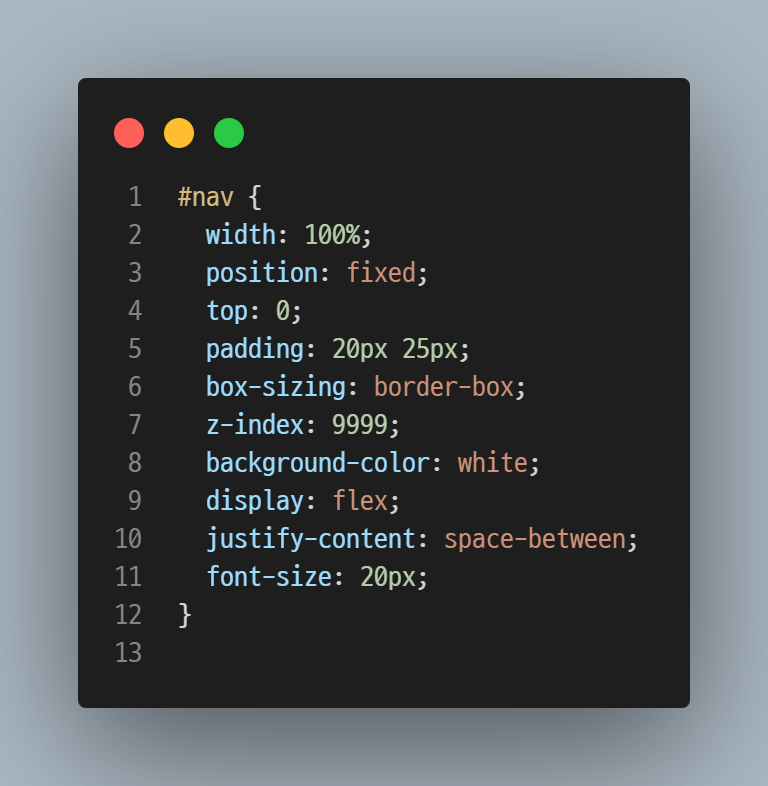 1 #nav {
2   width: 100%;
3   position: fixed;
4   top: 0;
5   padding: 20px 25px;
6   box-sizing: border-box;
7   z-index: 9999;
8   background-color: white;
9   display: flex;
10   justify-content: space-between;
11   font-size: 20px;
12 }
13